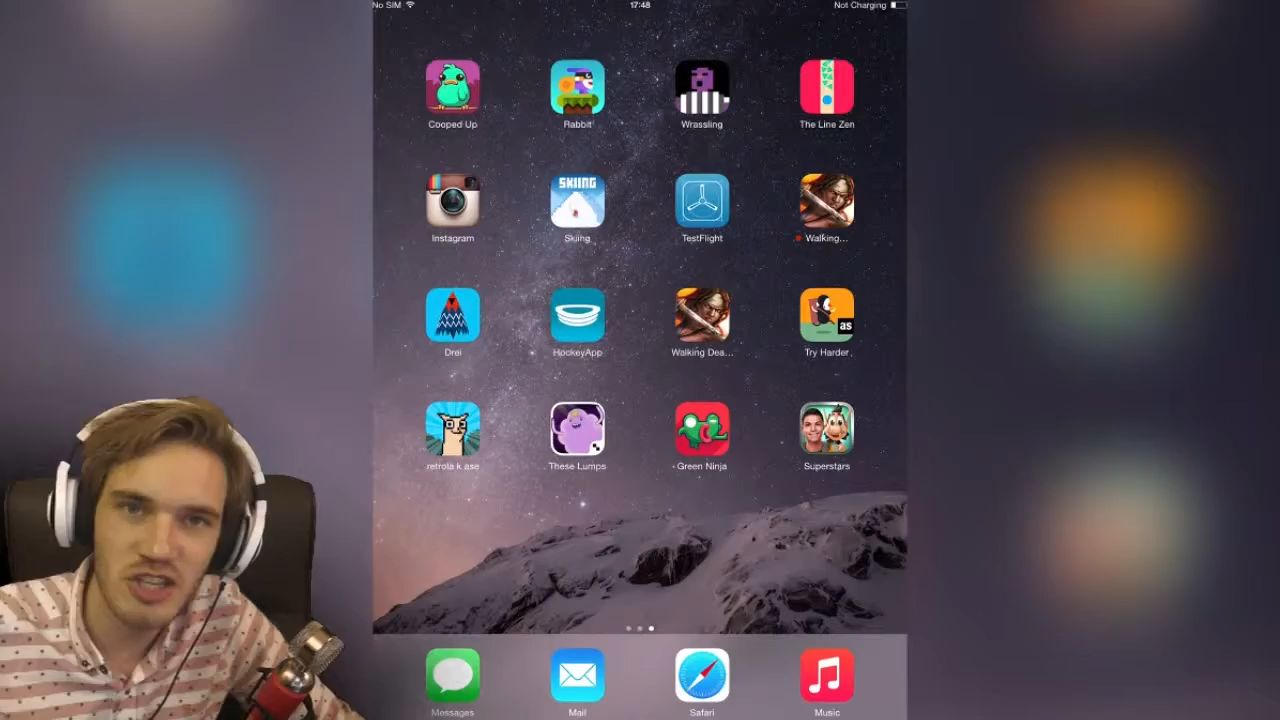 No SIM 17:48 Not Charging
Cooped Up Rabbit Wrassling The Line Zen
SKIING
Instagram Skiing TestFlight Walking...
as
Drei HockeyApp Walking Dea... Try Harder
retrola k ase These Lumps Green Ninja Superstars
Messages Mail Safari Music